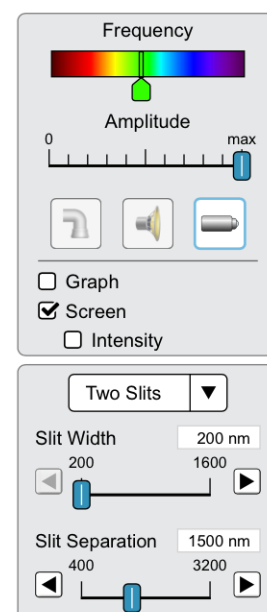 Frequency
Amplitude
0 max
Graph
Screen
Intensity
Two Slits
Slit Width 200 nm
200 1600
Slit Separation 1500 nm
400 3200